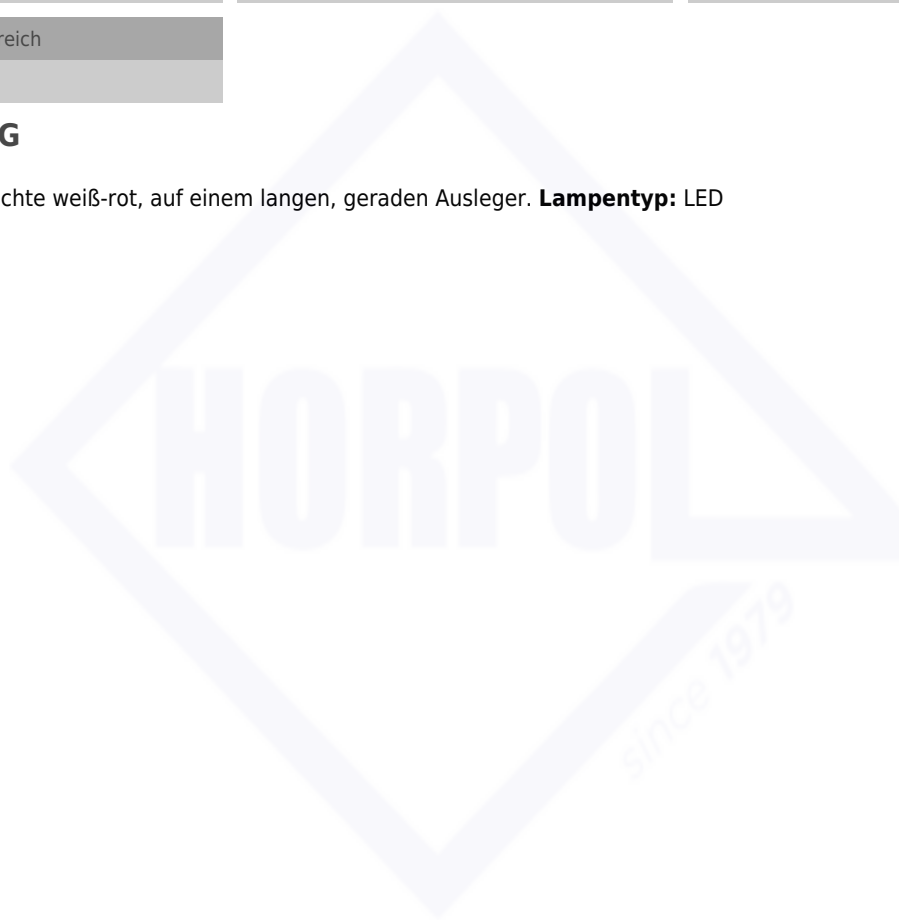 reich
G
chte weiß-rot, auf einem langen, geraden Ausleger. Lampentyp: LED
HORPOL
since 1979